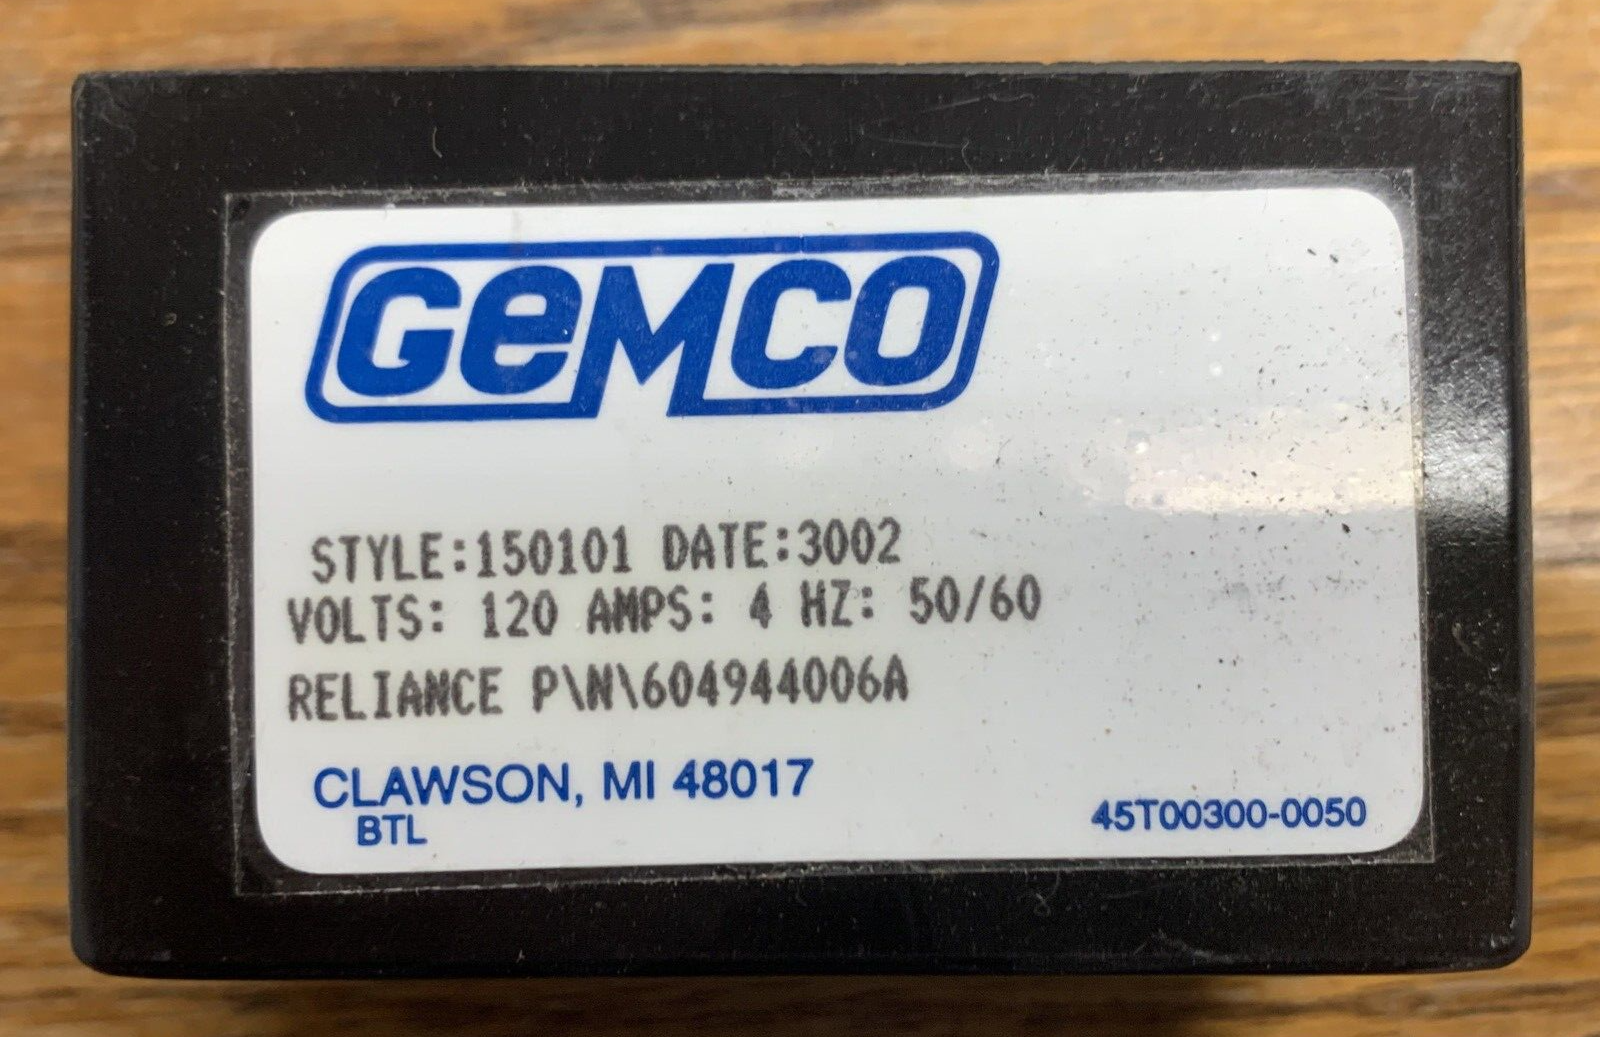 GEMCO
STYLE:150101 DATE:3002
VOLTS: 120 AMPS: 4 HZ: 50/60
RELIANCE P\N\604944006A
CLAWSON, MI 48017
BTL
45T00300-0050